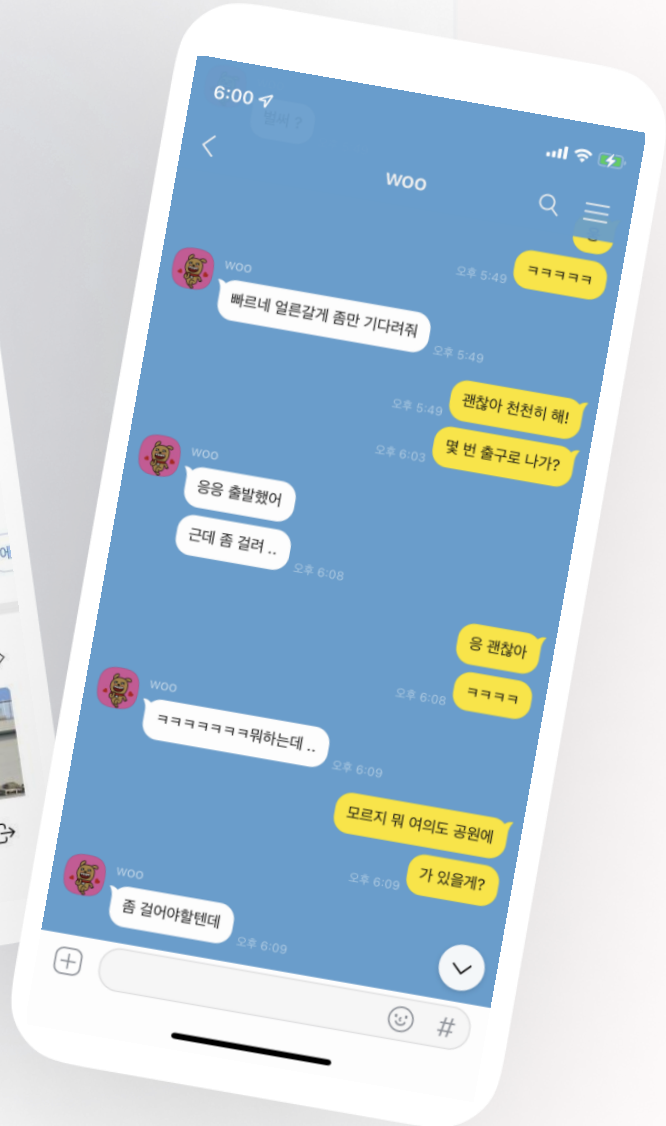 6:00
벌써 ?
woo
ㅋㅋㅋㅋㅋ
오후 5:49
woo
빠르네 얼른갈게 좀만 기다려줘
오후 5:49
괜찮아 천천히 해!
오후 5:49
몇 번 출구로 나가?
오후 6:03
woo
응응 출발했어
근데 좀 걸려 ..
오후 6:08
응 괜찮아
ㅋㅋㅋㅋ
오후 6:08
woo
ㅋㅋㅋㅋㅋㅋㅋ뭐하는데 ..
오후 6:09
모르지 뭐 여의도 공원에
가 있을게?
오후 6:09
woo
좀 걸어야할텐데
오후 6:09
#
에